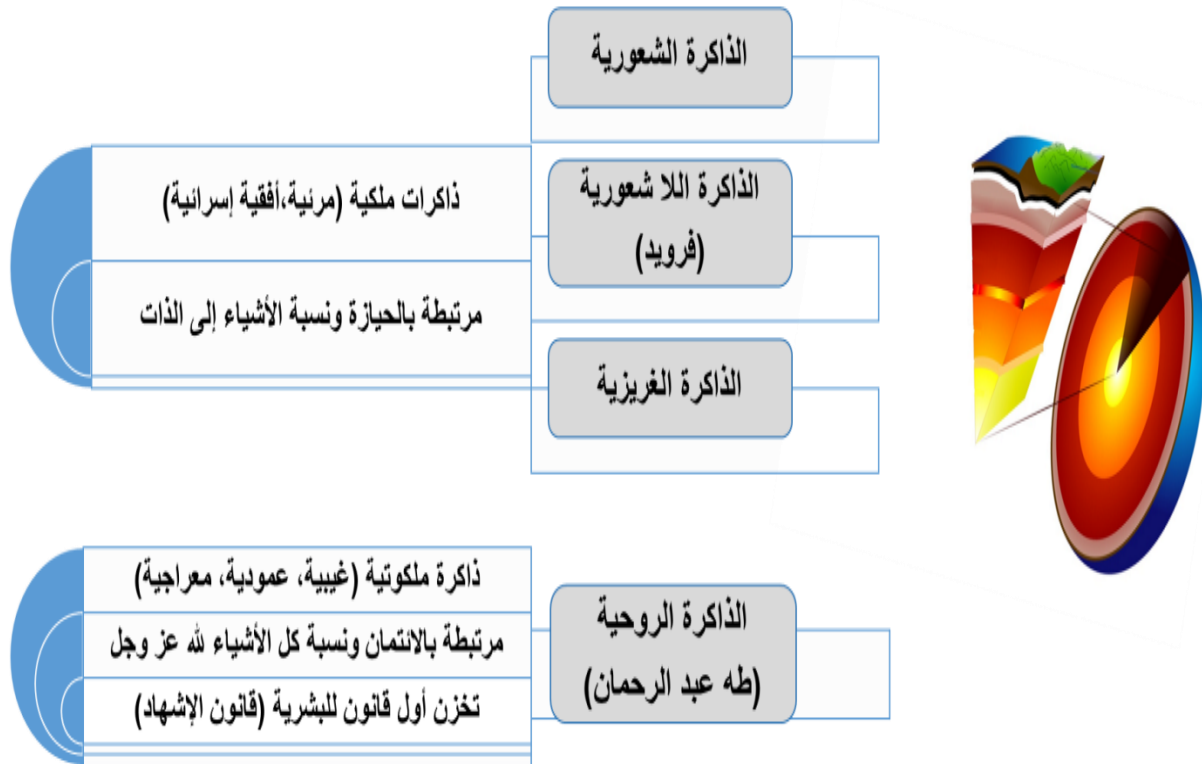 الذاكرة الشعورية
الذاكرة اللا شعورية
(فرويد)
الذاكرة الغريزية
ذاكرات ملكية (مرئية،أفقية إسرائية)
مرتبطة بالحيازة ونسبة الأشياء إلى الذات
الذاكرة الروحية
(طه عبد الرحمان)
ذاكرة ملكوتية (غيبية، عمودية، معراجية)
مرتبطة بالائتمان ونسبة كل الأشياء لله عز وجل
تخزن أول قانون للبشرية (قانون الإشهاد)